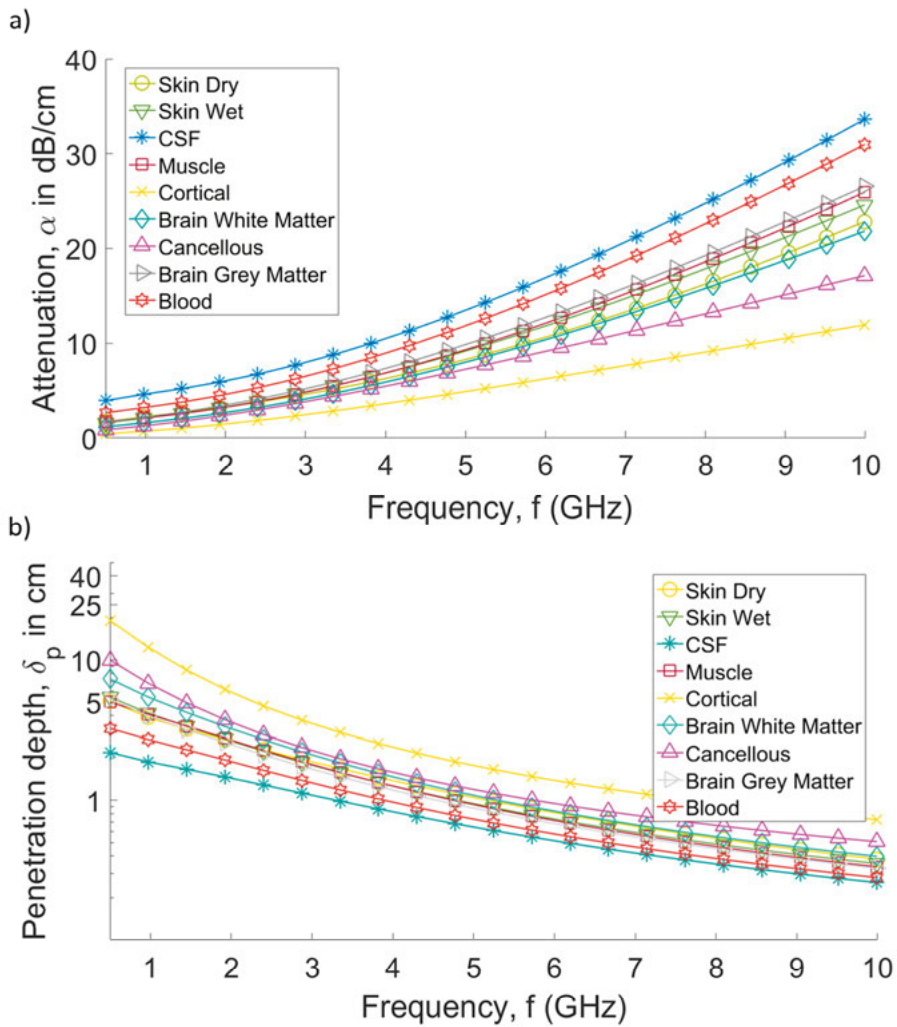 a)
40
30
20
10
0
Attenuation, α in dB/cm
Skin Dry
Skin Wet
CSF
Muscle
Cortical
Brain White Matter
Cancellous
Brain Grey Matter
Blood
1 2 3 4 5 6 7 8 9 10
Frequency, f (GHz)
b)
40
25
10
5
1
Penetration depth, δp in cm
Skin Dry
Skin Wet
CSF
Muscle
Cortical
Brain White Matter
Cancellous
Brain Grey Matter
Blood
1 2 3 4 5 6 7 8 9 10
Frequency, f (GHz)